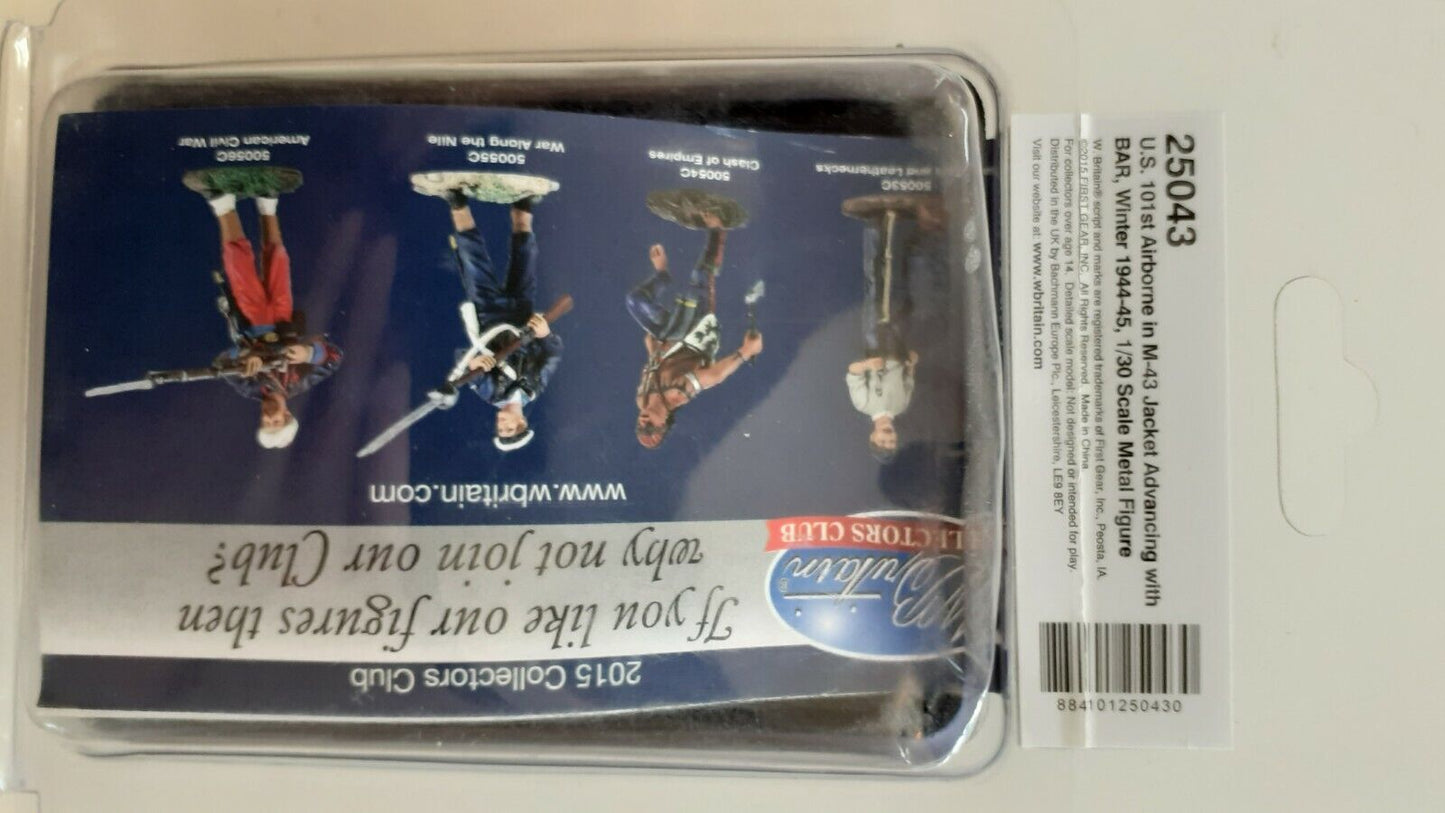 2015 Collectors Club
If you like our figures then
why not join our Club?
Britain®
COLLECTORS CLUB
www.wbritain.com
50053C
and Leathernecks
50054C
Clash of Empires
50055C
War Along the Nile
50056C
American Civil War
25043
U.S. 101st Airborne in M-43 Jacket Advancing with
BAR, Winter 1944-45, 1/30 Scale Metal Figure
W. Britain® script and marks are registered trademarks of First Gear, Inc., Peosta, IA.
©2015 FIRST GEAR, INC. All Rights Reserved. Made in China.
For collectors over age 14. Detailed scale model: Not designed or intended for play.
Distributed in the UK by Bachmann Europe Plc., Leicestershire, LE9 8EY
Visit our website at: www.wbritain.com
884101250430